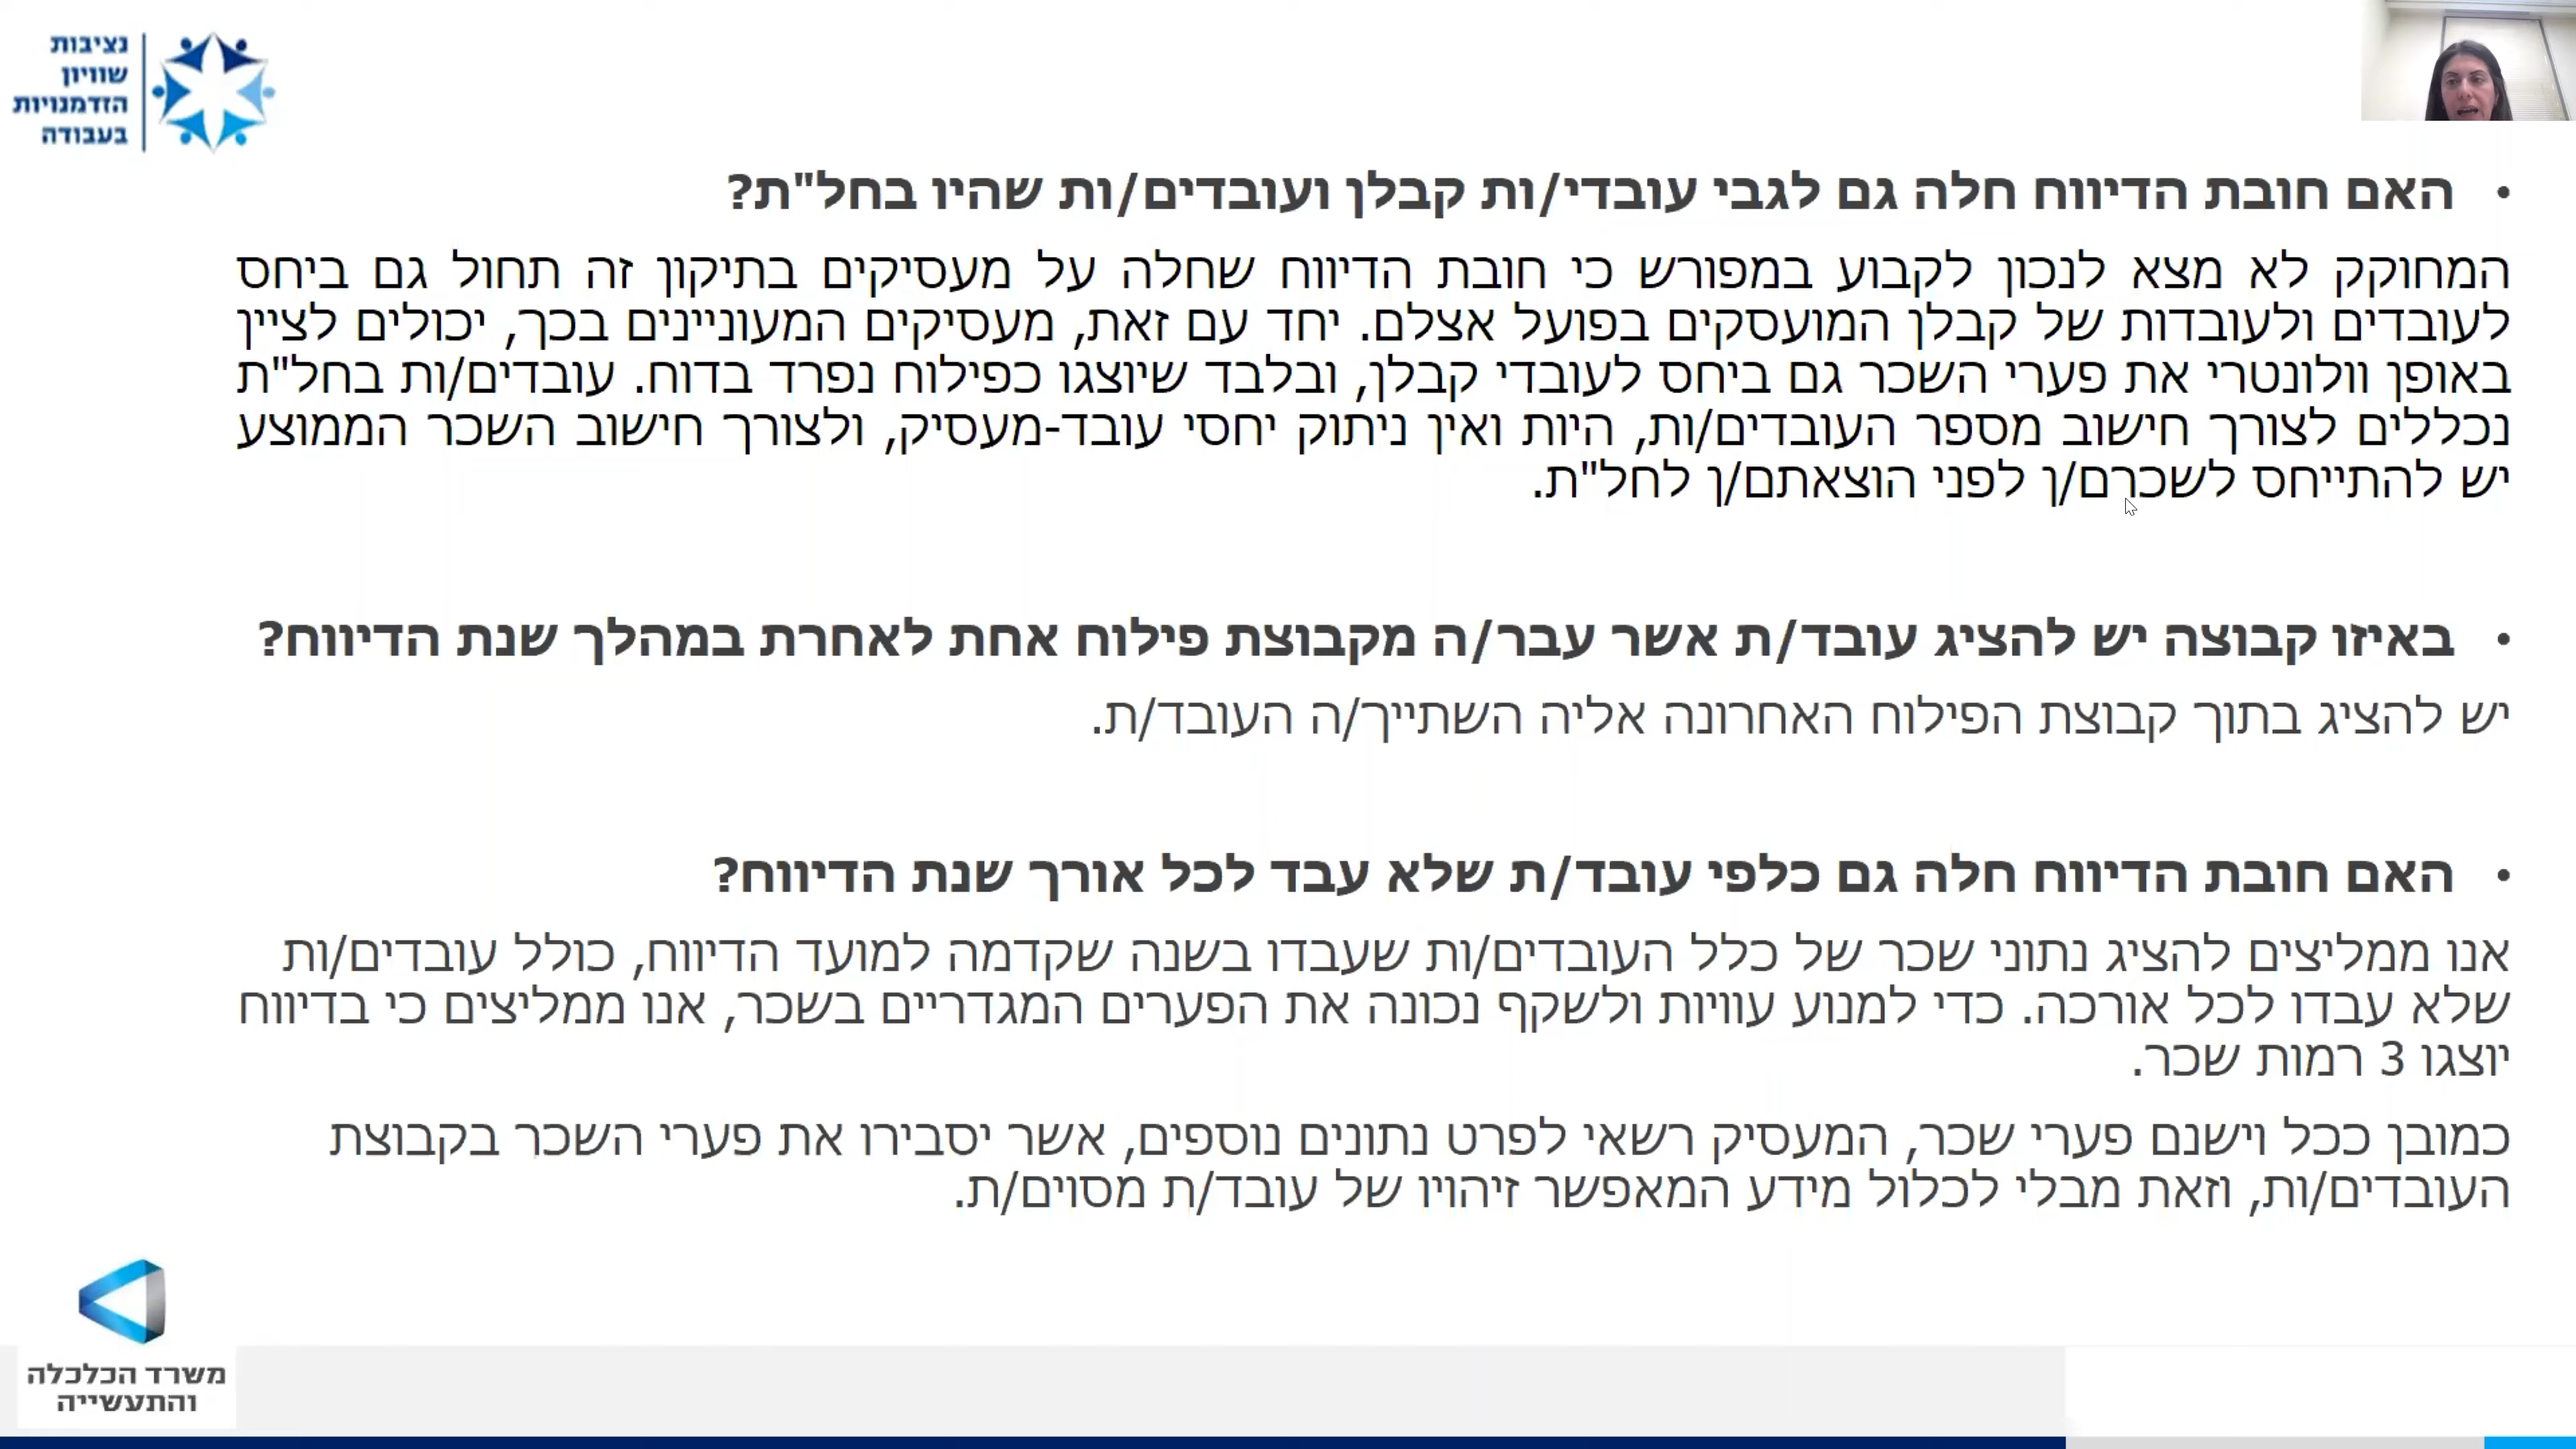 נציבות
שוויון
הזדמנויות
בעבודה
• האם חובת הדיווח חלה גם לגבי עובדי/ות קבלן ועובדים/ות שהיו בחל"ת?
המחוקק לא מצא לנכון לקבוע במפורש כי חובת הדיווח שחלה על מעסיקים בתיקון זה תחול גם ביחס
לעובדים ולעובדות של קבלן המועסקים בפועל אצלם. יחד עם זאת, מעסיקים המעוניינים בכך, יכולים לציין
באופן וולונטרי את פערי השכר גם ביחס לעובדי קבלן, ובלבד שיוצגו כפילוח נפרד בדוח. עובדים/ות בחל"ת
נכללים לצורך חישוב מספר העובדים/ות, היות ואין ניתוק יחסי עובד-מעסיק, ולצורך חישוב השכר הממוצע
יש להתייחס לשכרם/ן לפני הוצאתם/ן לחל"ת.
• באיזו קבוצה יש להציג עובד/ת אשר עבר/ה מקבוצת פילוח אחת לאחרת במהלך שנת הדיווח?
יש להציג בתוך קבוצת הפילוח האחרונה אליה השתייך/ה העובד/ת.
• האם חובת הדיווח חלה גם כלפי עובד/ת שלא עבד לכל אורך שנת הדיווח?
אנו ממליצים להציג נתוני שכר של כלל העובדים/ות שעבדו בשנה שקדמה למועד הדיווח, כולל עובדים/ות
שלא עבדו לכל אורכה. כדי למנוע עוויות ולשקף נכונה את הפערים המגדריים בשכר, אנו ממליצים כי בדיווח
יוצגו 3 רמות שכר.
כמובן ככל וישנם פערי שכר, המעסיק רשאי לפרט נתונים נוספים, אשר יסבירו את פערי השכר בקבוצת
העובדים/ות, וזאת מבלי לכלול מידע המאפשר זיהויו של עובד/ת מסוים/ת.
משרד הכלכלה
והתעשייה